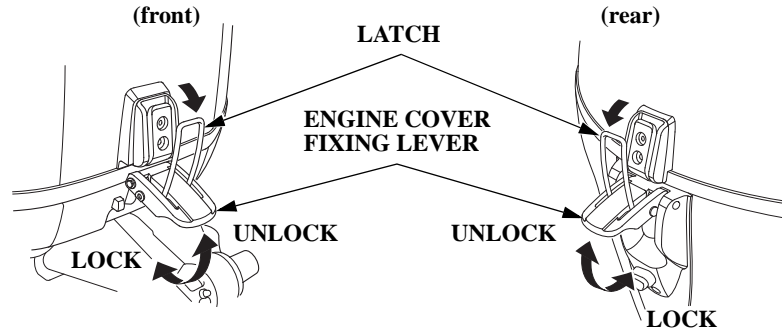 (front)
(rear)
LATCH
ENGINE COVER
FIXING LEVER
UNLOCK
UNLOCK
LOCK
LOCK